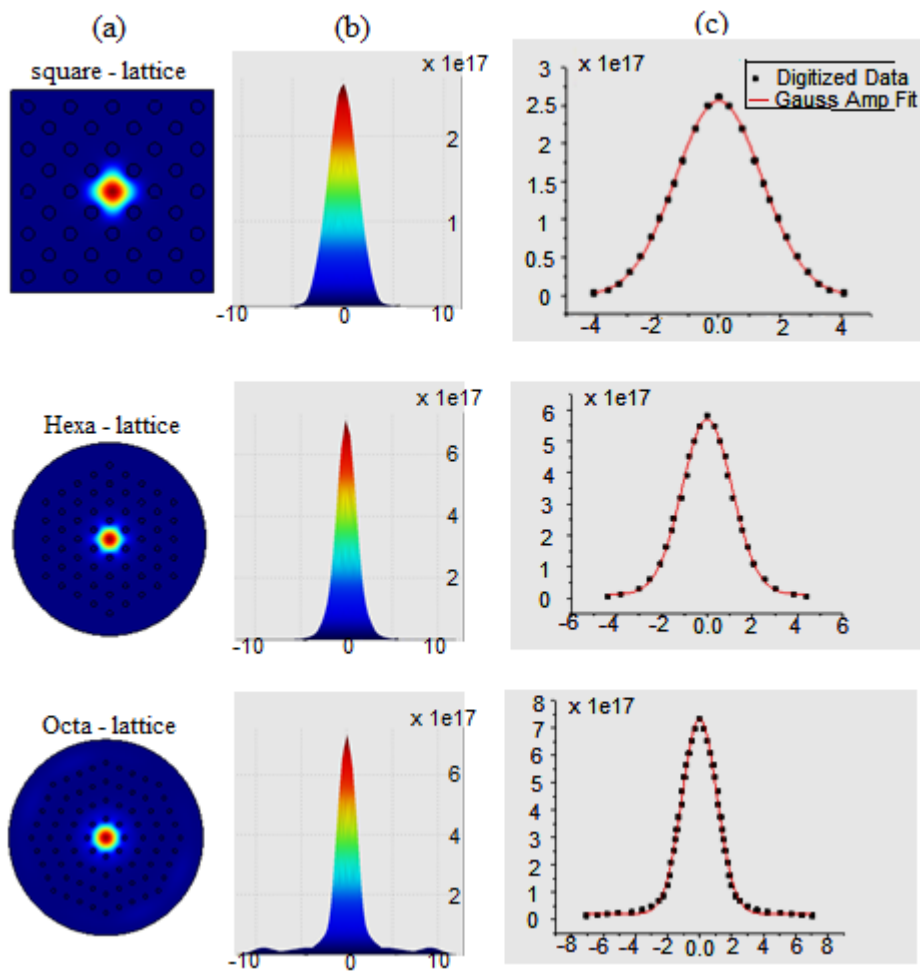 (a) (b) (c)
square - lattice
x 1e17
2
1
-10 0 10
x 1e17
Digitized Data
Gauss Amp Fit
3
2.5
2
1.5
1
0.5
0
-4 -2 0.0 2 4
Hexa - lattice
x 1e17
6
4
2
-10 0 10
x 1e17
6
5
4
3
2
1
0
-6 -4 -2 0.0 2 4 6
Octa - lattice
x 1e17
6
4
2
-10 0 10
x 1e17
8
7
6
5
4
3
2
1
0
-8 -6 -4 -2 0.0 2 4 6 8